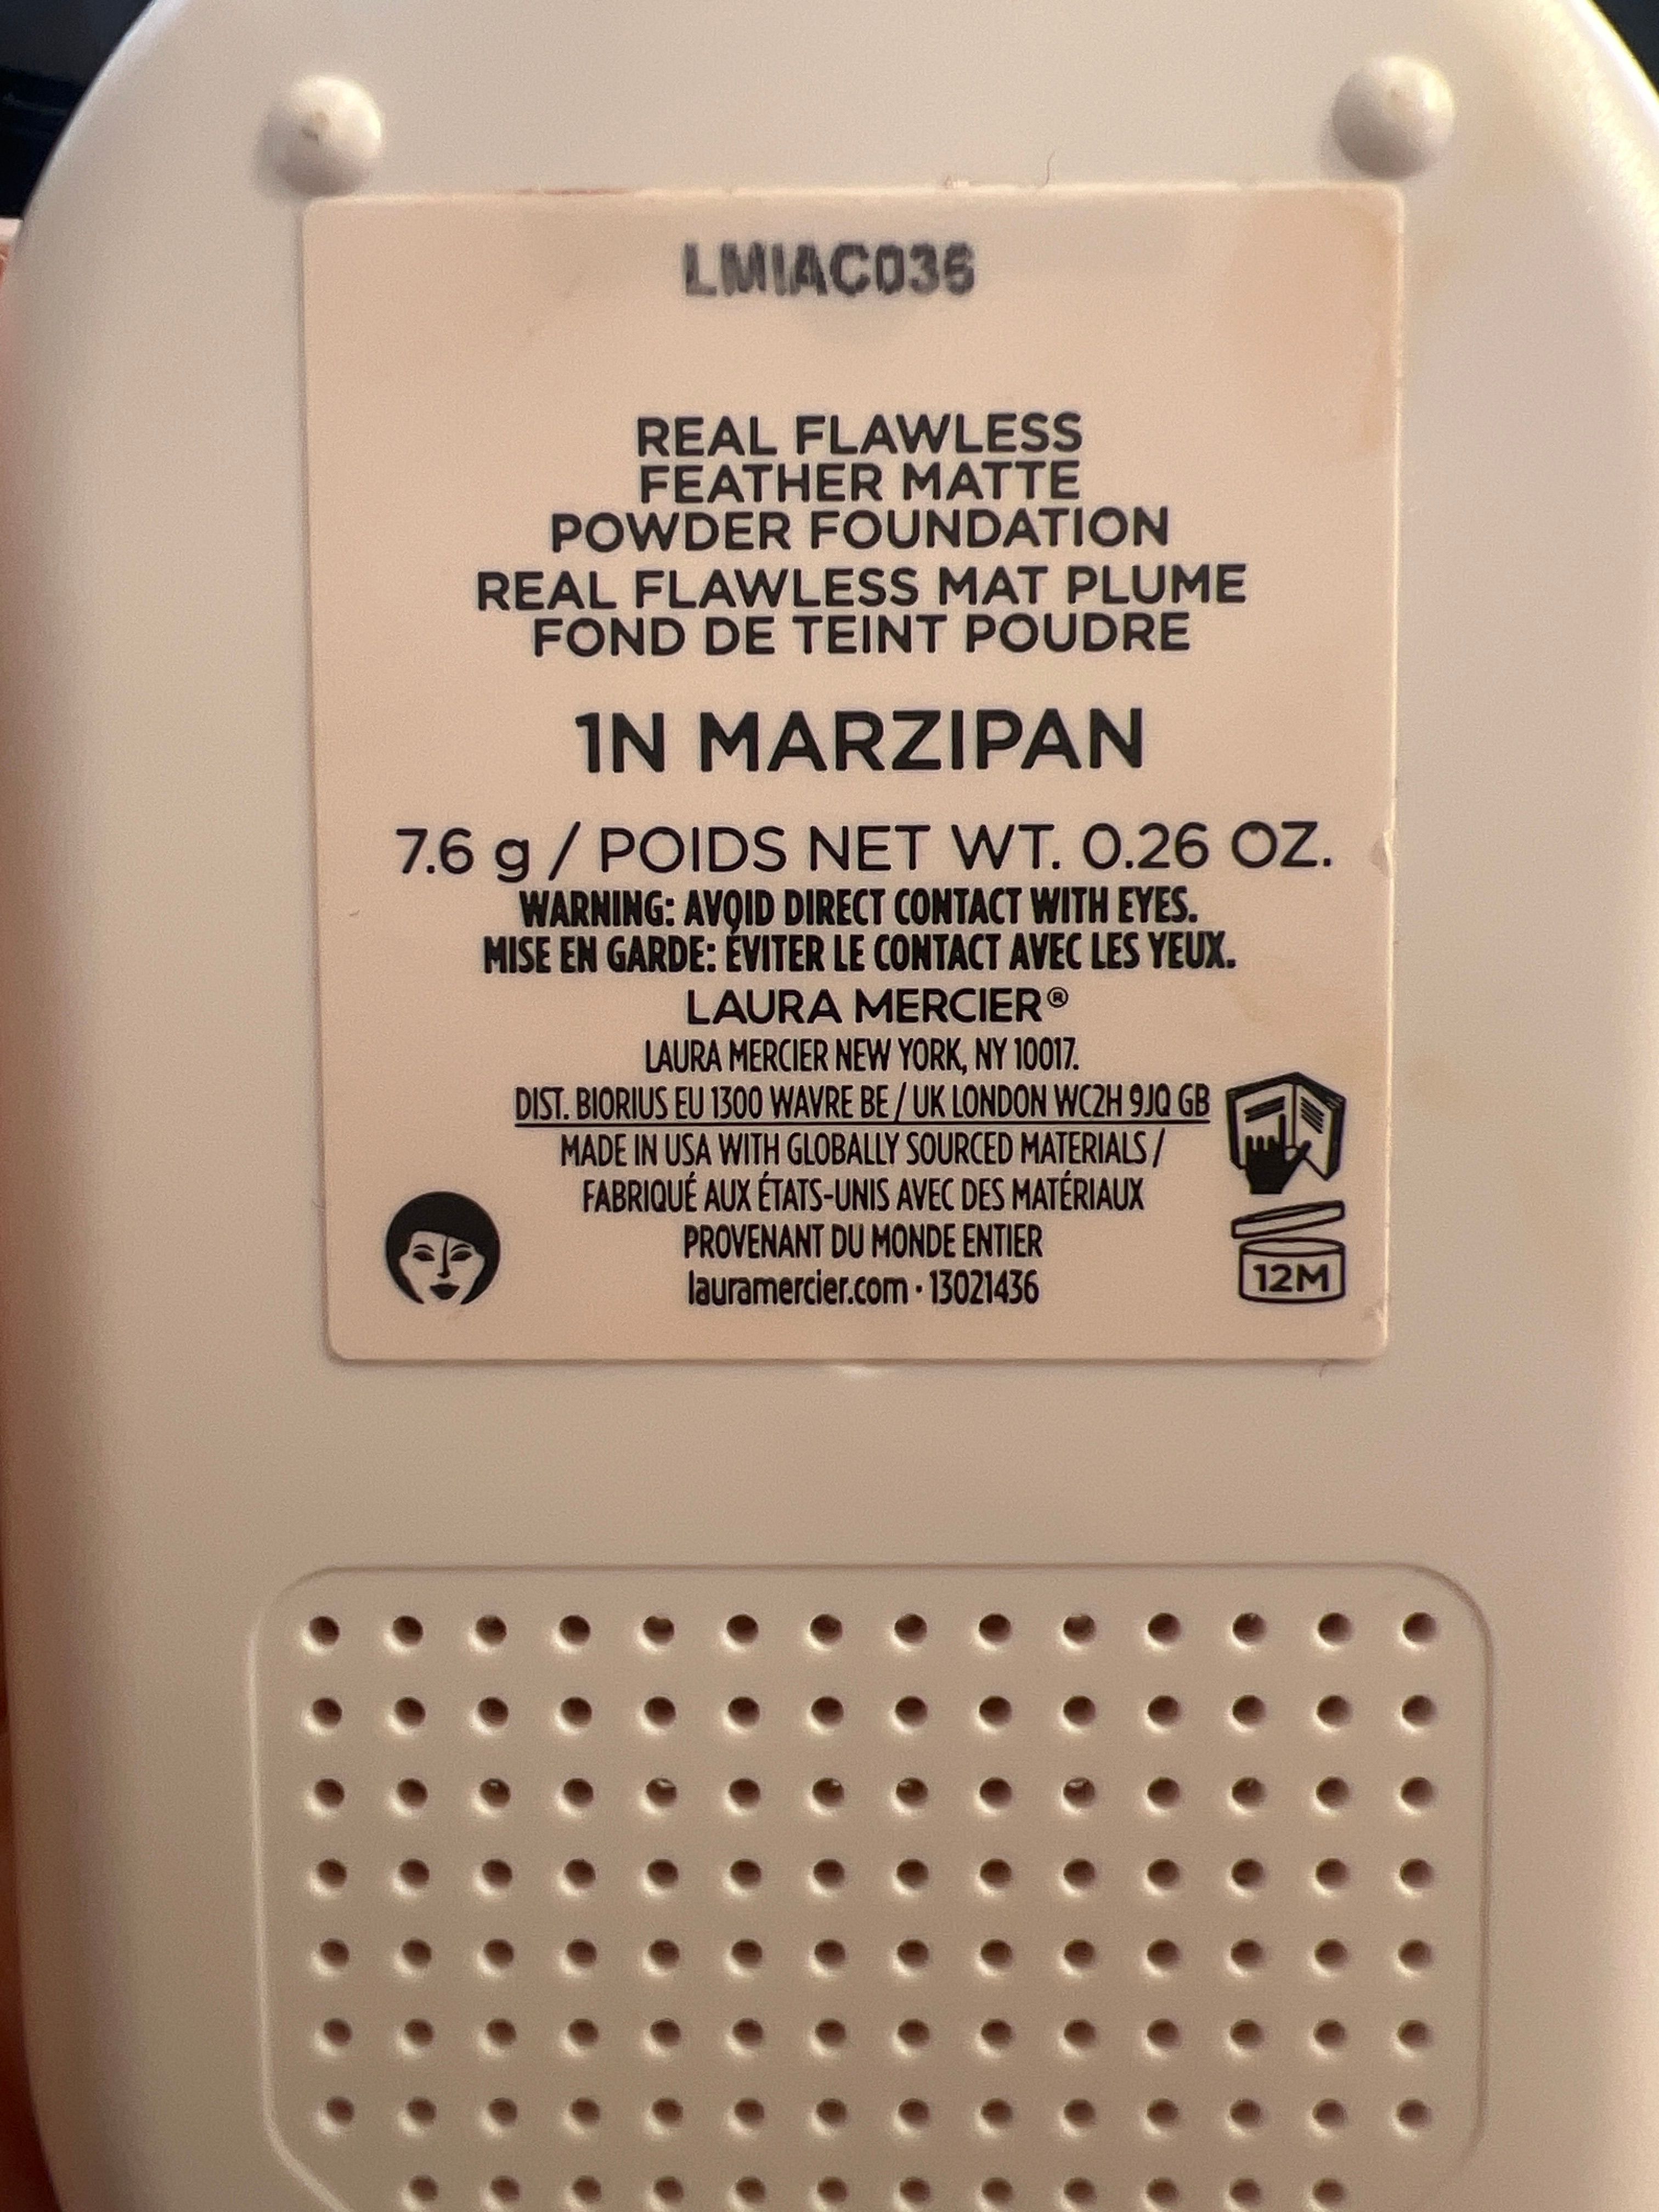 LMIAC036
REAL FLAWLESS
FEATHER MATTE
POWDER FOUNDATION
REAL FLAWLESS MAT PLUME
FOND DE TEINT POUDRE
1N MARZIPAN
7.6 g / POIDS NET WT. 0.26 OZ.
WARNING: AVOID DIRECT CONTACT WITH EYES.
MISE EN GARDE: ÉVITER LE CONTACT AVEC LES YEUX.
LAURA MERCIER®
LAURA MERCIER NEW YORK, NY 10017.
DIST. BIORIUS EU 1300 WAVRE BE / UK LONDON WC2H 9JQ GB
MADE IN USA WITH GLOBALLY SOURCED MATERIALS /
FABRIQUÉ AUX ÉTATS-UNIS AVEC DES MATÉRIAUX
PROVENANT DU MONDE ENTIER
lauramercier.com · 13021436
12M